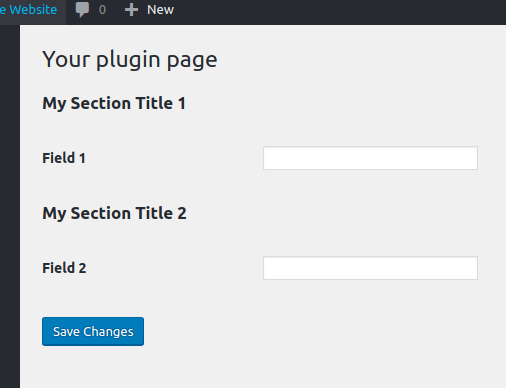 e Website 0 New
Your plugin page
My Section Title 1
Field 1
My Section Title 2
Field 2
Save Changes